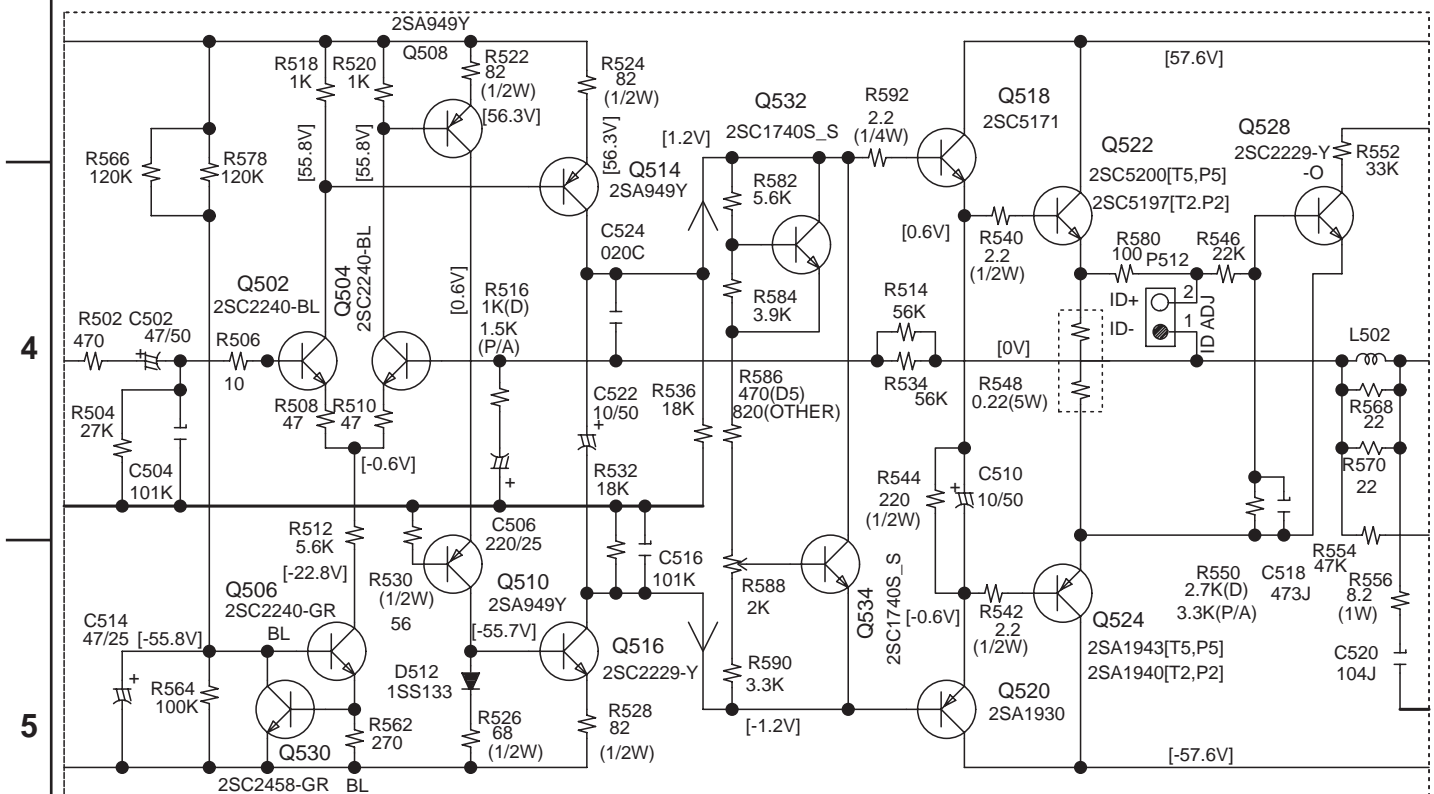 2SA949Y
Q508
R518
1K
R520
1K
R522
82
(1/2W)
[56.3V]
R524
82
(1/2W)
[56.3V]
[57.6V]
Q532
2SC1740S_S
[1.2V]
R592
2.2
(1/4W)
Q518
2SC5171
Q522
2SC5200[T5,P5]
2SC5197[T2.P2]
Q528
2SC2229-Y
-O
R552
33K
R566
120K
R578
120K
[55.8V]
[55.8V]
Q514
2SA949Y
R582
5.6K
C524
020C
[0.6V]
R540
2.2
(1/2W)
R580
100
P512
R546
22K
Q502
2SC2240-BL
Q504
2SC2240-BL
[0.6V]
R516
1K(D)
1.5K
(P/A)
R584
3.9K
R514
56K
ID+
ID-
2
1
ID ADJ
4
R502
470
C502
47/50
+
R506
10
[0V]
L502
R508
47
R510
47
C522
10/50
+
R536
18K
R586
470(D5)
820(OTHER)
R534
56K
R548
0.22(5W)
R568
22
R504
27K
C504
101K
[-0.6V]
+
R532
18K
R544
220
(1/2W)
+
C510
10/50
R570
22
R512
5.6K
[-22.8V]
C506
220/25
C516
101K
R588
2K
Q534
2SC1740S_S
R554
47K
R550
2.7K(D)
3.3K(P/A)
C518
473J
R556
8.2
(1W)
Q506
2SC2240-GR
BL
R530
(1/2W)
56
Q510
2SA949Y
[-0.6V]
R542
2.2
(1/2W)
Q524
2SA1943[T5,P5]
2SA1940[T2,P2]
C514
47/25
+
[-55.8V]
[-55.7V]
Q516
2SC2229-Y
C520
104J
R564
100K
D512
1SS133
R590
3.3K
Q520
2SA1930
5
Q530
2SC2458-GR
BL
R562
270
R526
68
(1/2W)
R528
82
(1/2W)
[-1.2V]
[-57.6V]